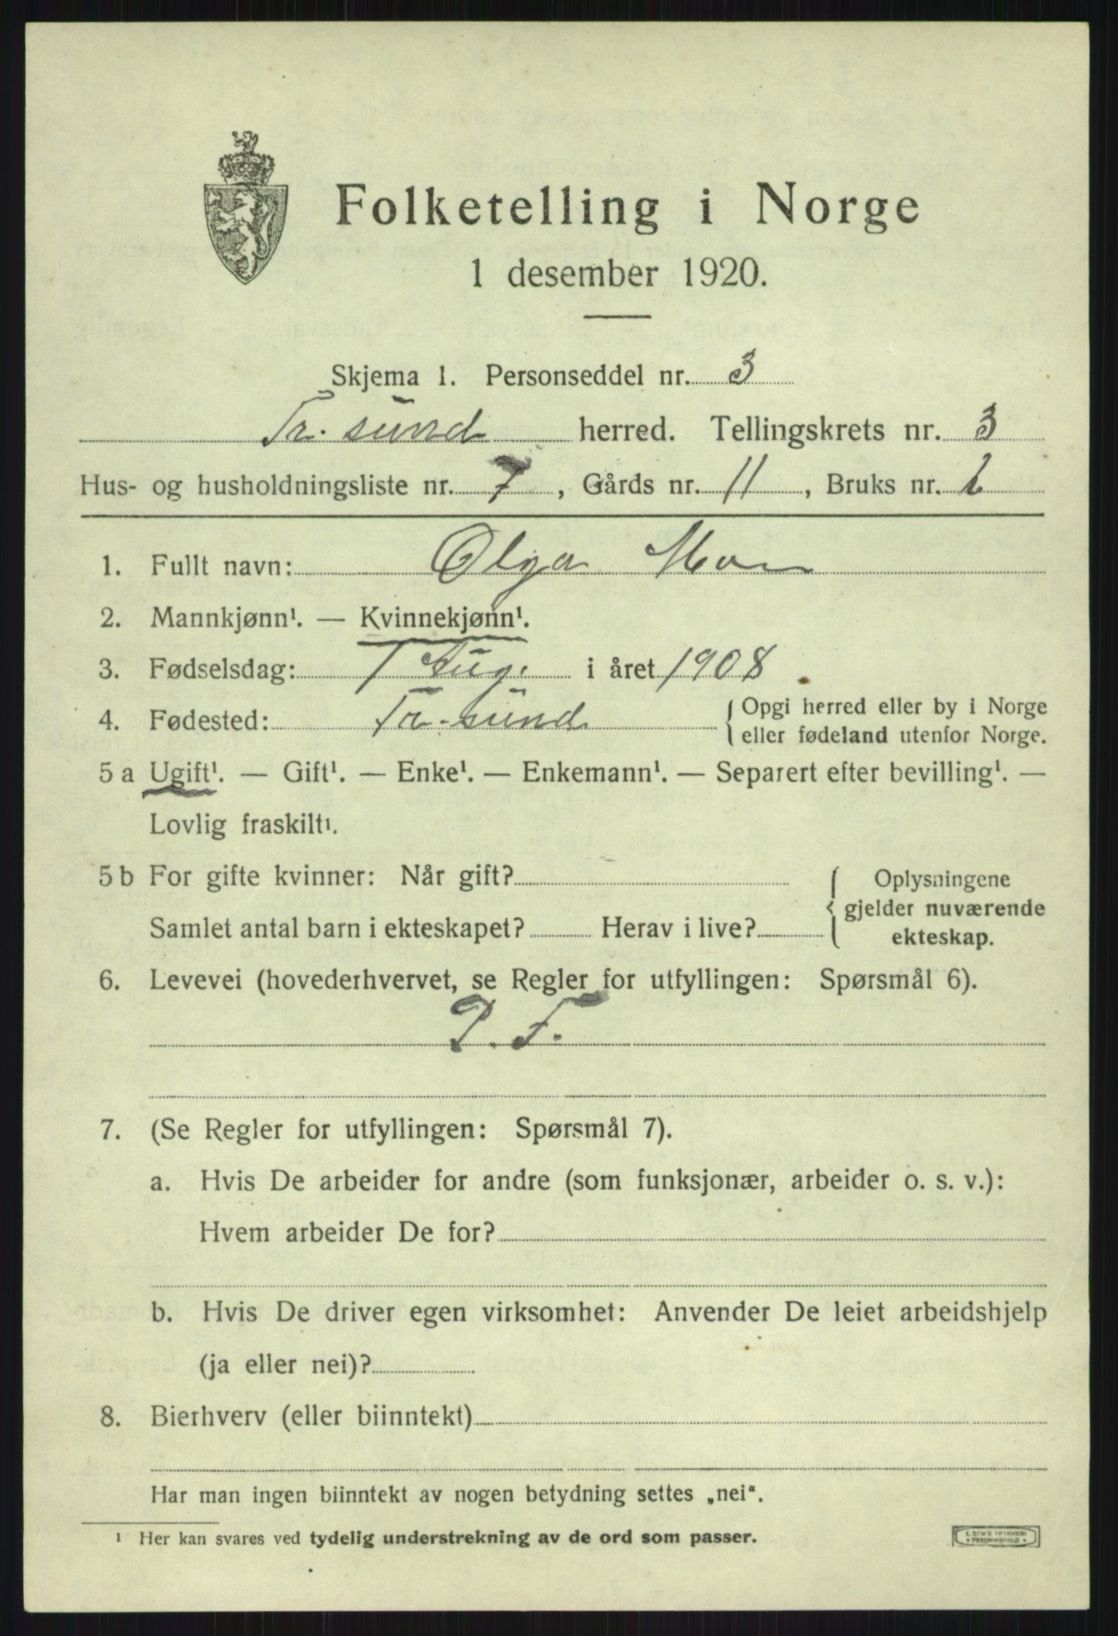 Folketelling i Norge
1 desember 1920.
Skjema 1. Personseddel nr. 3
Tr. sund herred. Tellingskrets nr. 3
Hus- og husholdningsliste nr. 7, Gårds nr. 11, Bruks nr.
1. Fullt navn: Olga Moe
2. Mannkjønn¹. — Kvinnekjønn¹.
3. Fødselsdag: 1 Aug. i året 1908
4. Fødested: Tr. sund { Opgi herred eller by i Norge
eller fødeland utenfor Norge.
5 a Ugift¹. — Gift¹. — Enke¹. — Enkemann¹. — Separert efter bevilling¹. —
Lovlig fraskilt¹.
5 b For gifte kvinner: Når gift? { Oplysningene
gjelder nuværende
Samlet antal barn i ekteskapet? Herav i live? ekteskap.
6. Levevei (hovederhvervet, se Regler for utfyllingen: Spørsmål 6).
P. F.
7. (Se Regler for utfyllingen: Spørsmål 7).
a. Hvis De arbeider for andre (som funksjonær, arbeider o. s. v.):
Hvem arbeider De for?
b. Hvis De driver egen virksomhet: Anvender De leiet arbeidshjelp
(ja eller nei)?
8. Bierhverv (eller biinntekt)
Har man ingen biinntekt av nogen betydning settes „nei“.
¹ Her kan svares ved tydelig understrekning av de ord som passer.